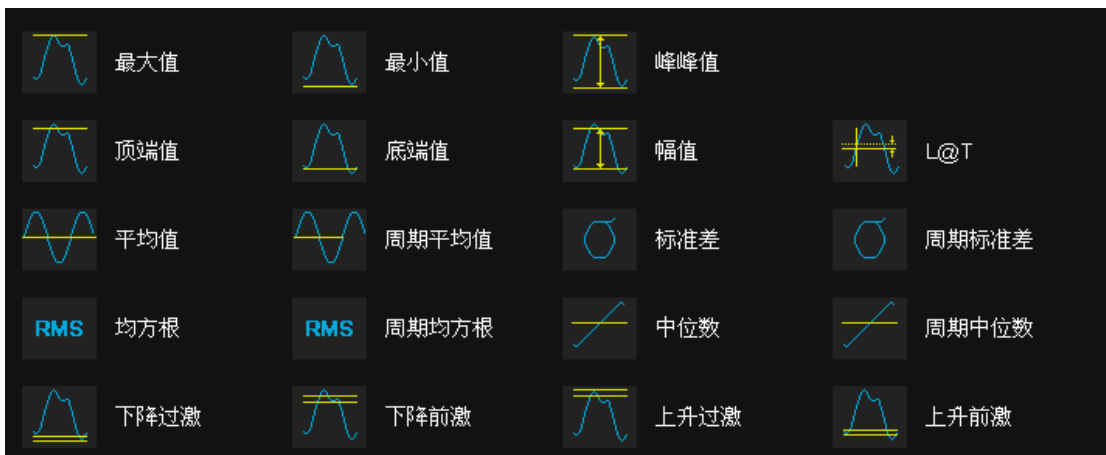 最大值 最小值 峰峰值
顶端值 底端值 幅值 L@T
平均值 周期平均值 标准差 周期标准差
RMS 均方根 RMS 周期均方根 中位数 周期中位数
下降过激 下降前激 上升过激 上升前激